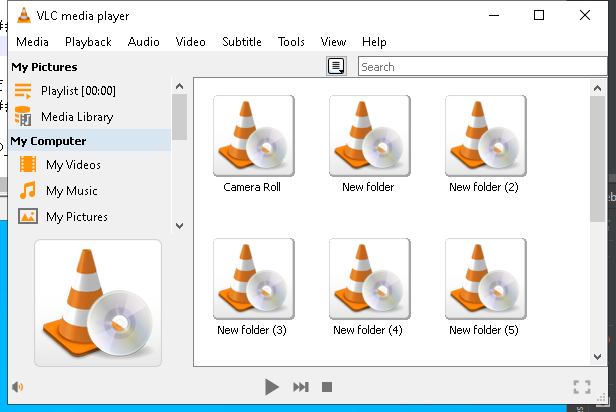 VLC media player
Media Playback Audio Video Subtitle Tools View Help
My Pictures
Search
Playlist [00:00]
Media Library
My Computer
My Videos
My Music
My Pictures
Camera Roll
New folder
New folder (2)
New folder (3)
New folder (4)
New folder (5)